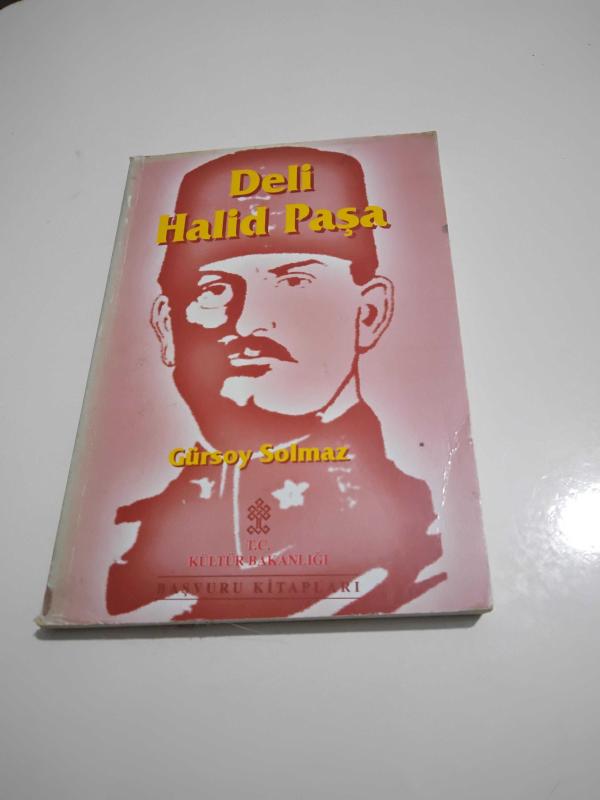 Deli
Halid Paşa
Gürsoy Solmaz
T.C.
KÜLTÜR BAKANLIĞI
BAŞVURU KİTAPLARI